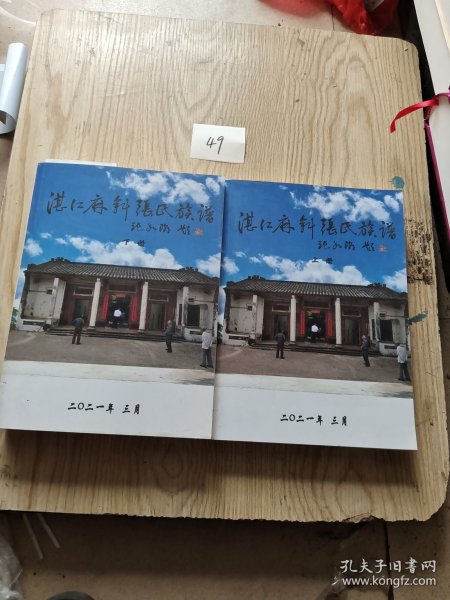 49
湛江麻斜張氏族谱
下册
二〇二一年 三月
湛江麻斜張氏族谱
上册
二〇二一年 三月
孔夫子旧书网
www.kongfz.com